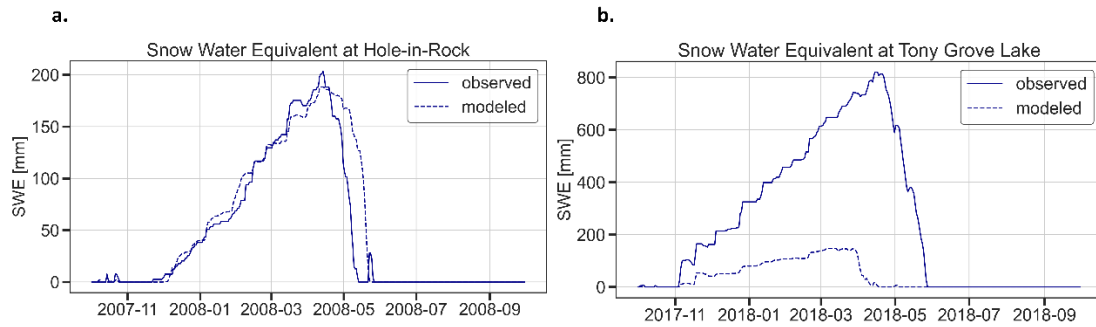 a.
Snow Water Equivalent at Hole-in-Rock
observed
modeled
SWE [mm]
200
150
100
50
0
2007-11
2008-01
2008-03
2008-05
2008-07
2008-09
b.
Snow Water Equivalent at Tony Grove Lake
observed
modeled
SWE [mm]
800
600
400
200
0
2017-11
2018-01
2018-03
2018-05
2018-07
2018-09